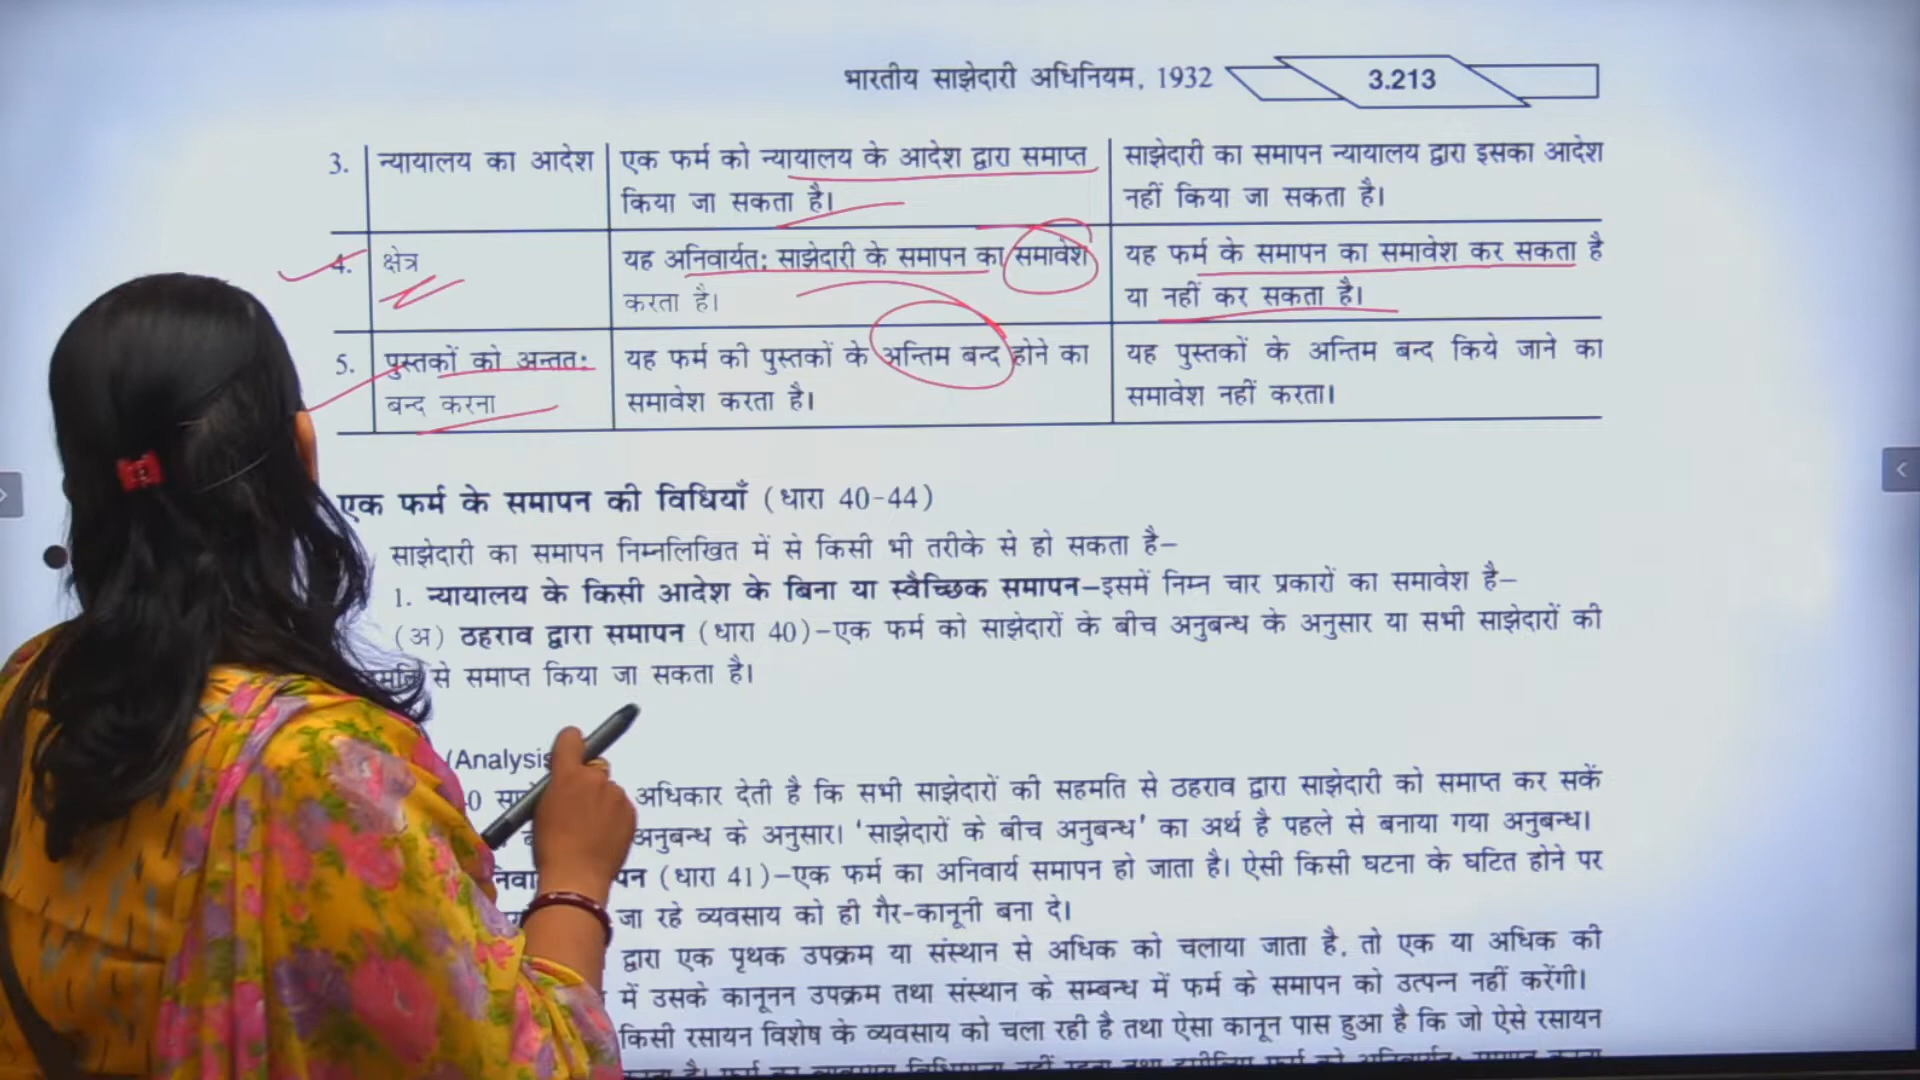 भारतीय साझेदारी अधिनियम, 1932 3.213
3. न्यायालय का आदेश एक फर्म को न्यायालय के आदेश द्वारा समाप्त साझेदारी का समापन न्यायालय द्वारा इसका आदेश
किया जा सकता है। नहीं किया जा सकता है।
4. क्षेत्र यह अनिवार्यतः साझेदारी के समापन का समावेश यह फर्म के समापन का समावेश कर सकता है
करता है। या नहीं कर सकता है।
5. पुस्तकों को अन्ततः यह फर्म की पुस्तकों के अन्तिम बन्द होने का यह पुस्तकों के अन्तिम बन्द किये जाने का
बन्द करना समावेश करता है। समावेश नहीं करता।
एक फर्म के समापन की विधियाँ (धारा 40-44)
साझेदारी का समापन निम्नलिखित में से किसी भी तरीके से हो सकता है–
1. न्यायालय के किसी आदेश के बिना या स्वैच्छिक समापन–इसमें निम्न चार प्रकारों का समावेश है–
(अ) ठहराव द्वारा समापन (धारा 40)–एक फर्म को साझेदारों के बीच अनुबन्ध के अनुसार या सभी साझेदारों की
से समाप्त किया जा सकता है।
(Analysis
अधिकार देती है कि सभी साझेदारों की सहमति से ठहराव द्वारा साझेदारी को समाप्त कर सकें
अनुबन्ध के अनुसार। 'साझेदारों के बीच अनुबन्ध' का अर्थ है पहले से बनाया गया अनुबन्ध।
(धारा 41)–एक फर्म का अनिवार्य समापन हो जाता है। ऐसी किसी घटना के घटित होने पर
जा रहे व्यवसाय को ही गैर-कानूनी बना दे।
द्वारा एक पृथक उपक्रम या संस्थान से अधिक को चलाया जाता है, तो एक या अधिक की
में उसके कानूनन उपक्रम तथा संस्थान के सम्बन्ध में फर्म के समापन को उत्पन्न नहीं करेंगी।
किसी रसायन विशेष के व्यवसाय को चला रही है तथा ऐसा कानून पास हुआ है कि जो ऐसे रसायन